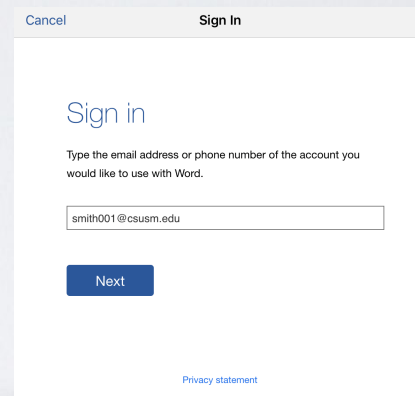 Cancel Sign In
Sign in
Type the email address or phone number of the account you
would like to use with Word.
smith001@csusm.edu
Next
Privacy statement